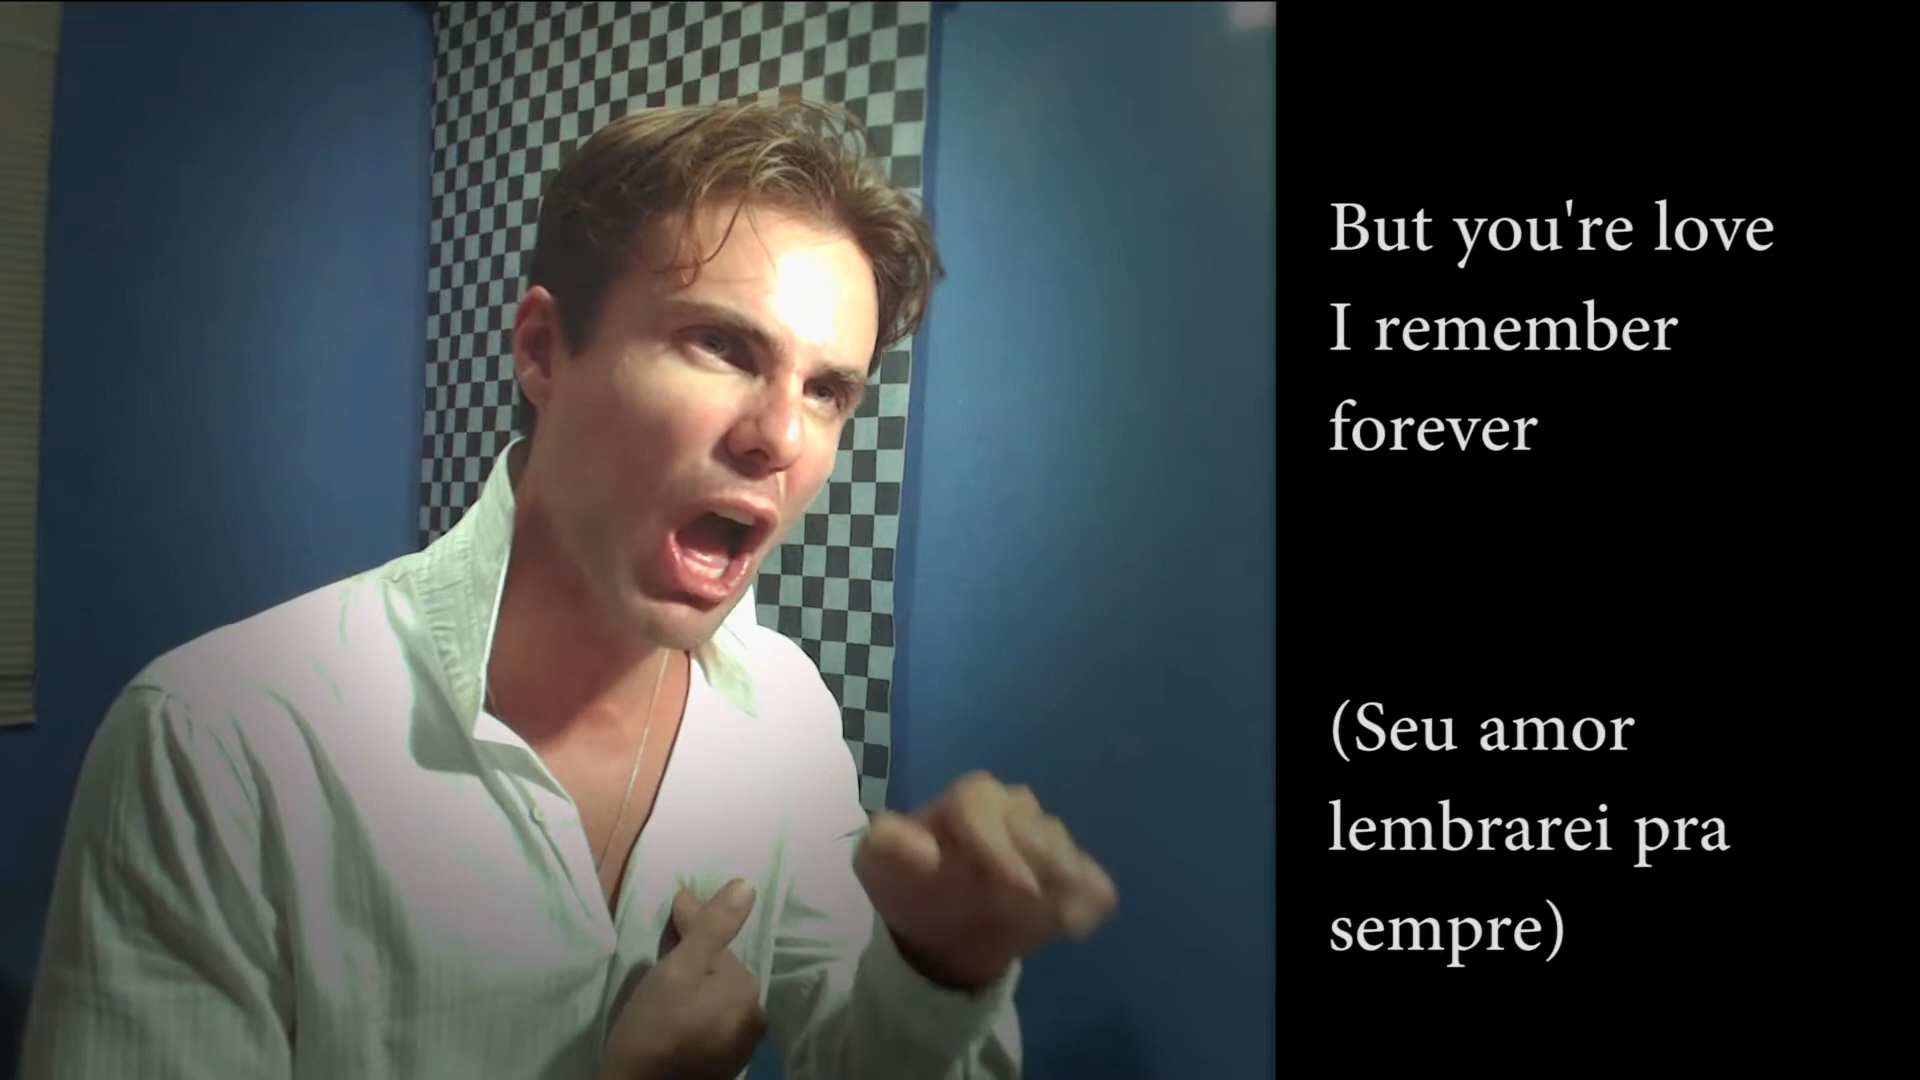 But you're love
I remember
forever
(Seu amor
lembrarei pra
sempre)